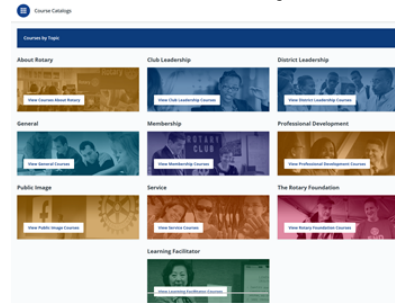 Course Catalogs
Courses by Topic
About Rotary
Club Leadership
District Leadership
View Courses About Rotary
View Club Leadership Courses
View District Leadership Courses
General
Membership
Professional Development
ROTARY
CLUB
View General Courses
View Membership Courses
View Professional Development Courses
Public Image
Service
The Rotary Foundation
View Public Image Courses
View Service Courses
View Rotary Foundation Courses
Learning Facilitator
View Learning Facilitator Courses